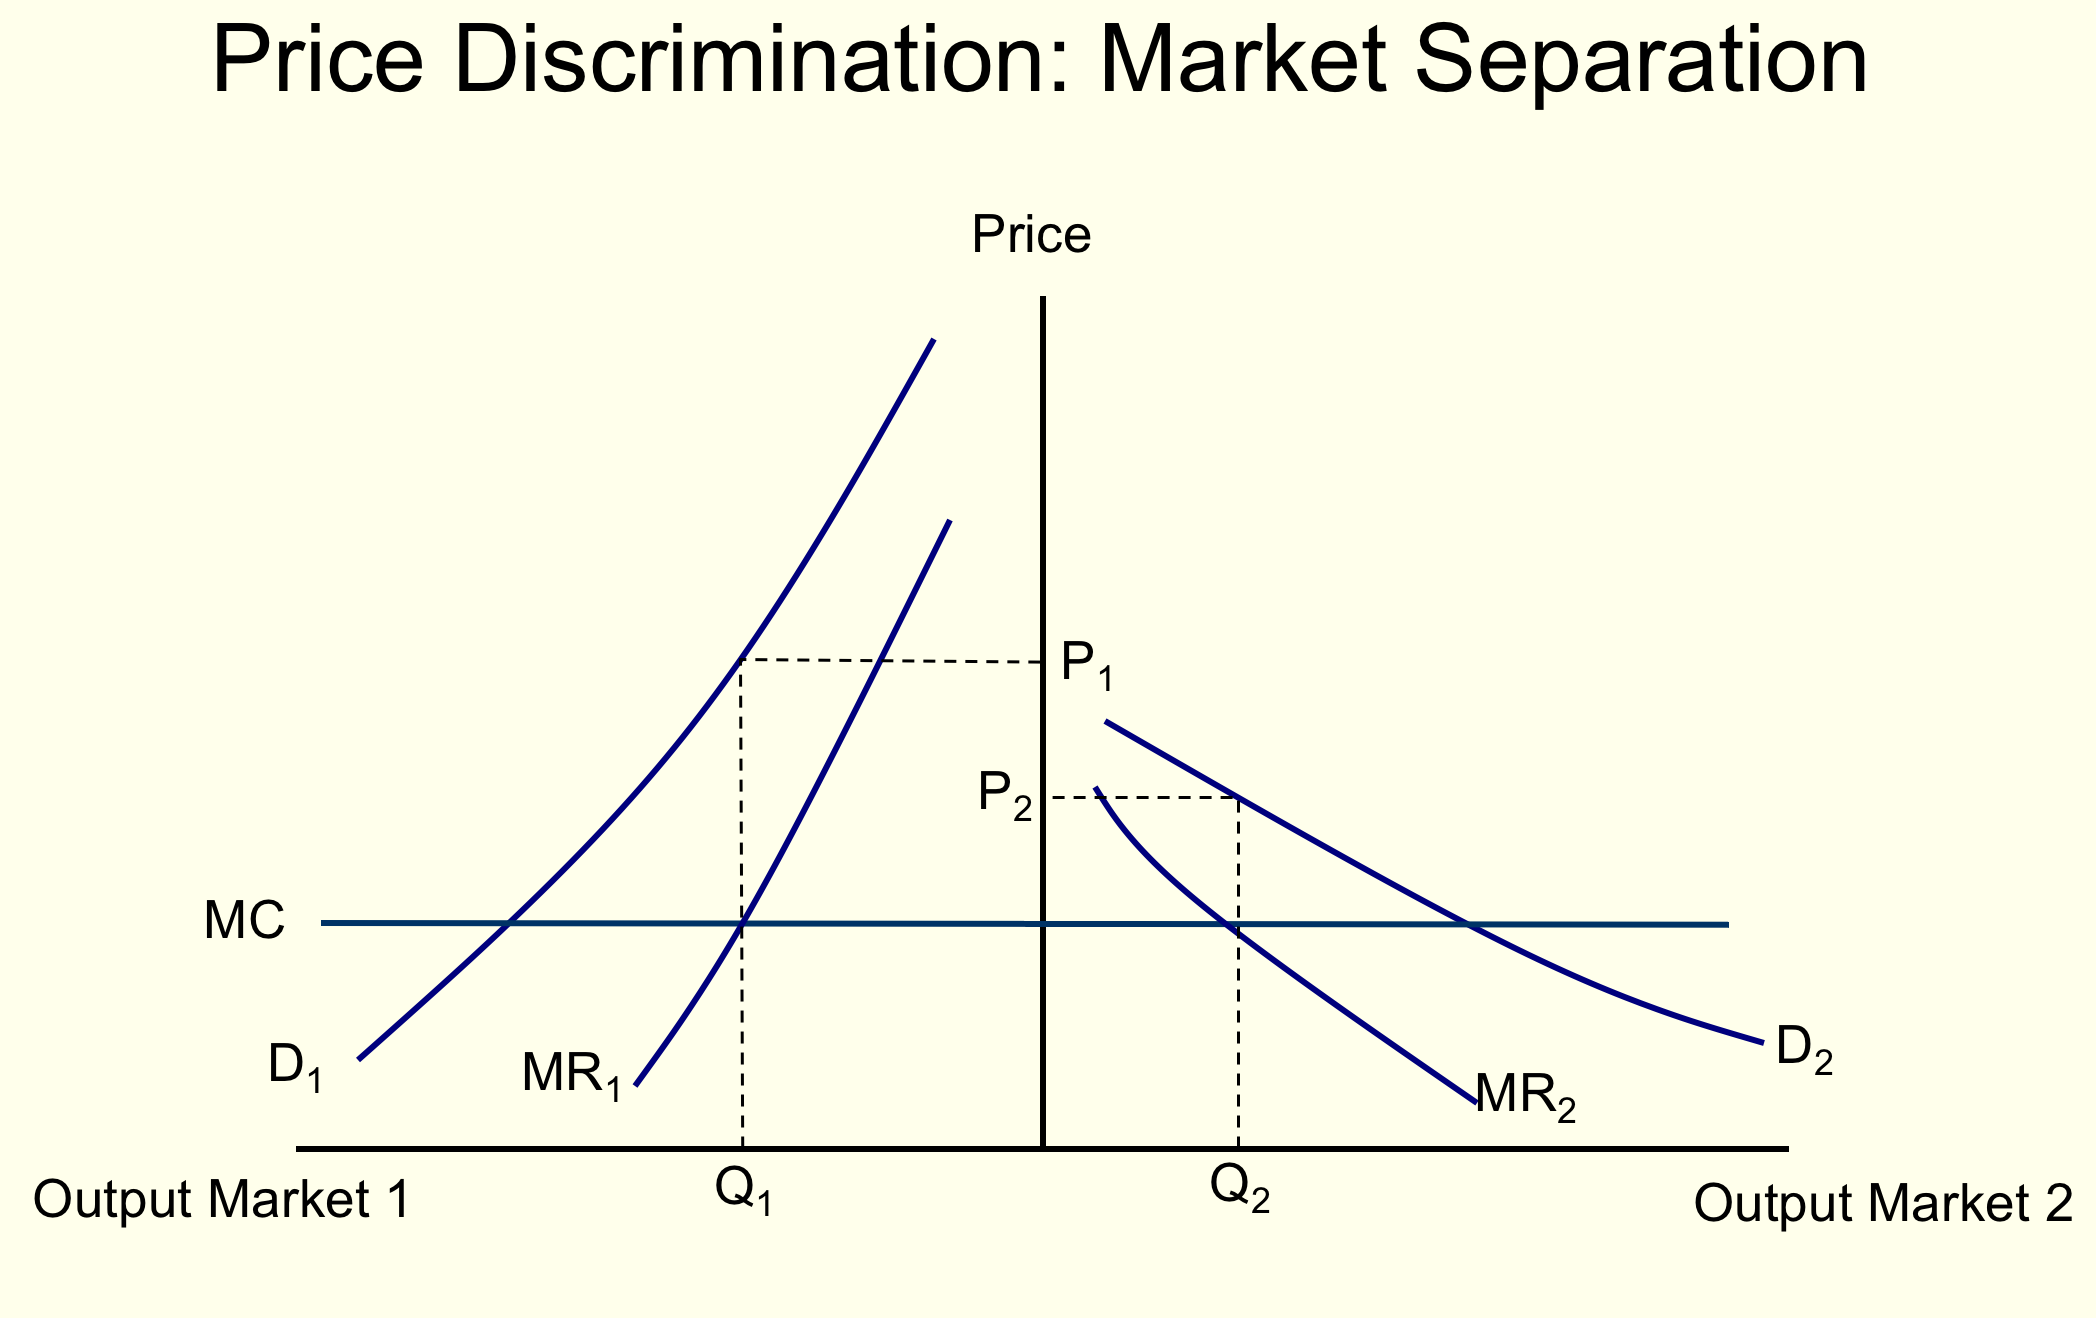 Price Discrimination: Market Separation
Price
P₁
P₂
MC
D₁
MR₁
D₂
MR₂
Q₁
Q₂
Output Market 1
Output Market 2